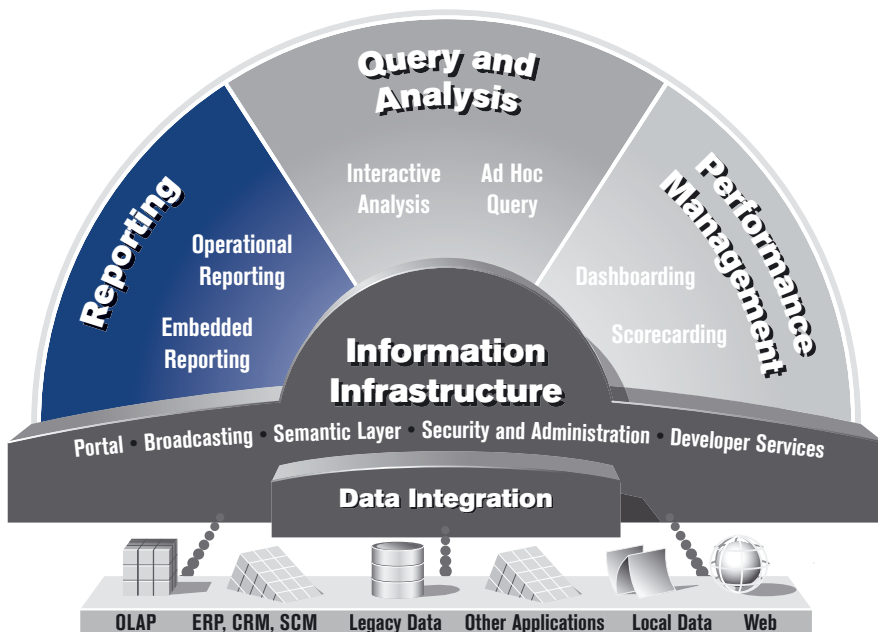 Query and
Analysis
Interactive
Analysis
Ad Hoc
Query
Reporting
Operational
Reporting
Embedded
Reporting
Performance
Management
Dashboarding
Scorecarding
Information
Infrastructure
Portal • Broadcasting • Semantic Layer • Security and Administration • Developer Services
Data Integration
OLAP
ERP, CRM, SCM
Legacy Data
Other Applications
Local Data
Web